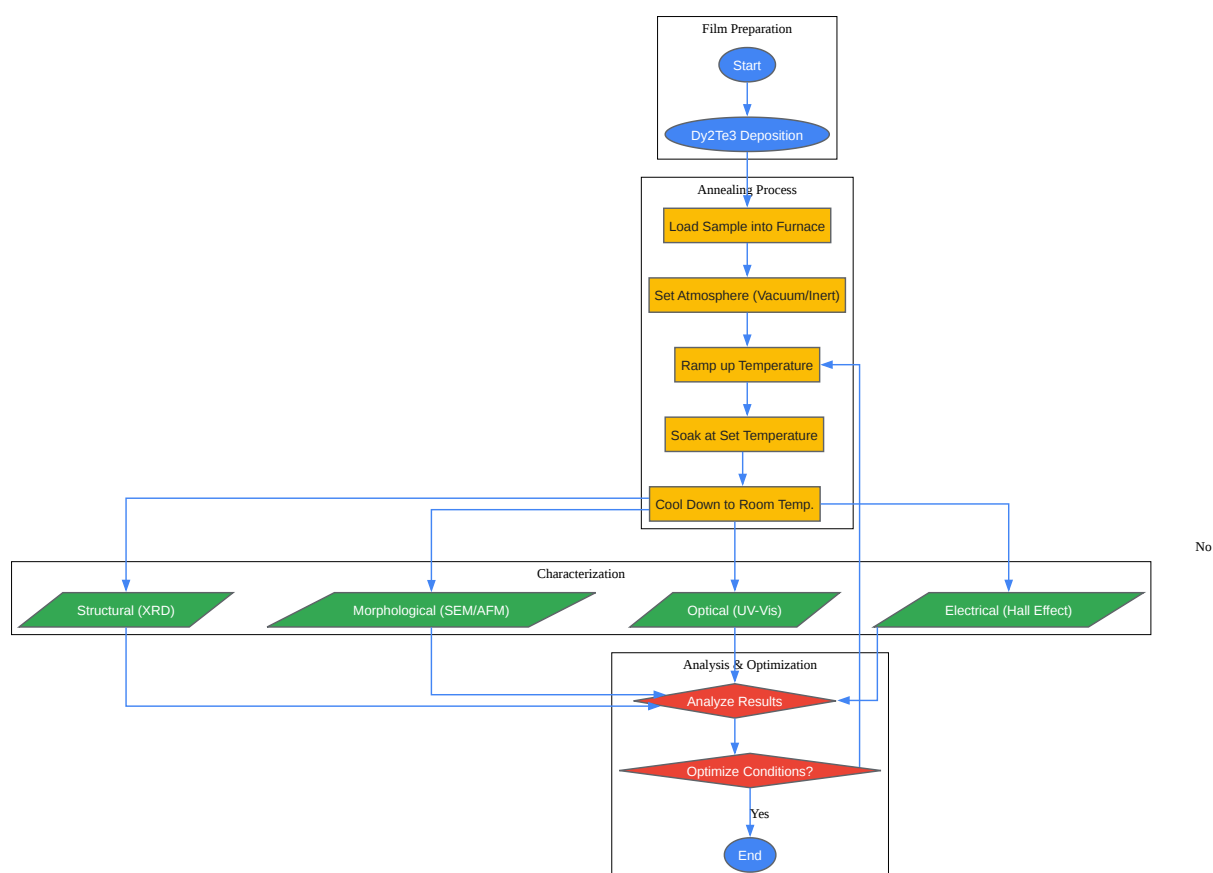 Film Preparation
Start
Dy2Te3 Deposition
Annealing Process
Load Sample into Furnace
Set Atmosphere (Vacuum/Inert)
Ramp up Temperature
Soak at Set Temperature
Cool Down to Room Temp.
No
Characterization
Structural (XRD)
Morphological (SEM/AFM)
Optical (UV-Vis)
Electrical (Hall Effect)
Analysis & Optimization
Analyze Results
Optimize Conditions?
Yes
End